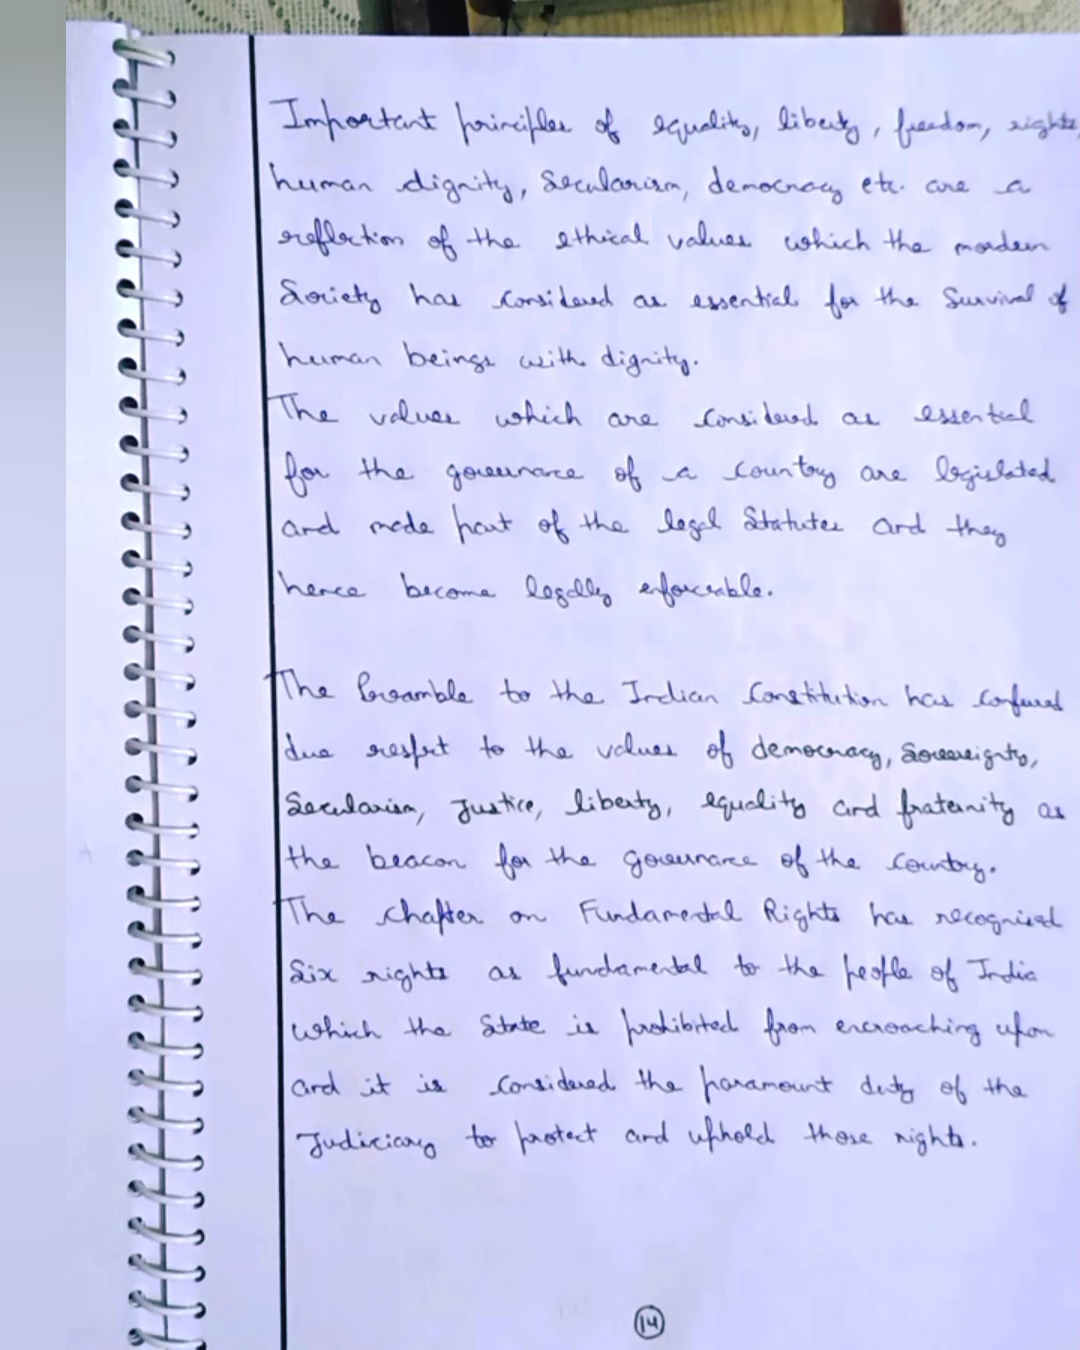 Important principles of equality, liberty, freedom, rights,
human dignity, Secularism, democracy etc. are a
reflection of the ethical values which the mordern
Society has considered as essential for the Survival of
human beings with dignity.
The values which are considered as essential
for the governance of a country are legislated
and made part of the legal Statutes and they
hence become legally enforceable.
The Preamble to the Indian Constitution has confured
due respect to the values of democracy, Sovereignty,
Secularism, Justice, liberty, equality and fraternity as
the beacon for the governance of the Country.
The chapter on Fundamental Rights has recognised
Six rights as fundamental to the people of India
which the State is prohibited from encroaching upon
and it is considered the paramount duty of the
Judiciary to protect and uphold those rights.
14